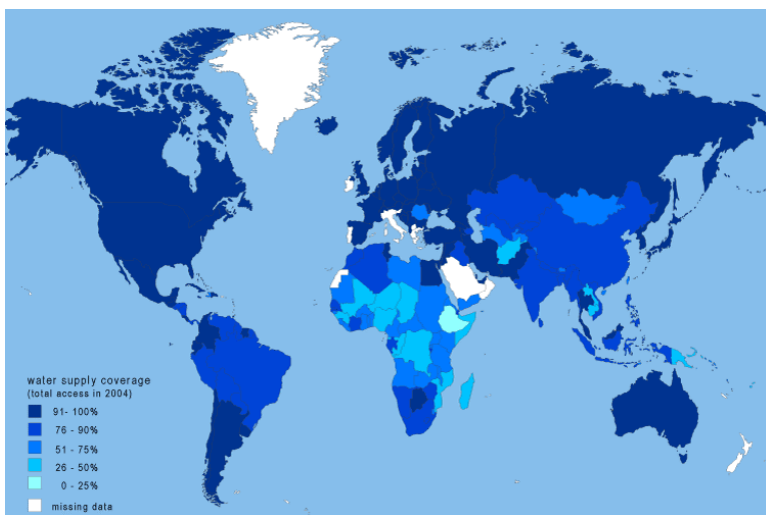 water supply coverage
(total access in 2004)
91- 100%
76 - 90%
51 - 75%
26 - 50%
0 - 25%
missing data